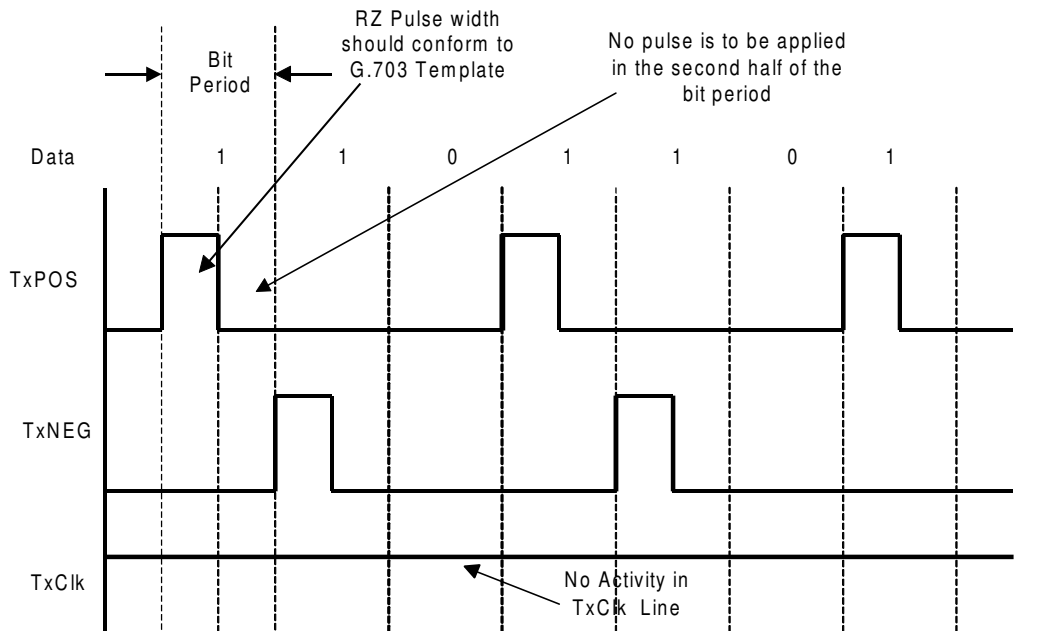 RZ Pulse width
should conform to
G.703 Template
No pulse is to be applied
in the second half of the
bit period
Bit
Period
Data 1 1 0 1 1 0 1
TxPOS
TxNEG
TxClk
No Activity in
TxClk Line